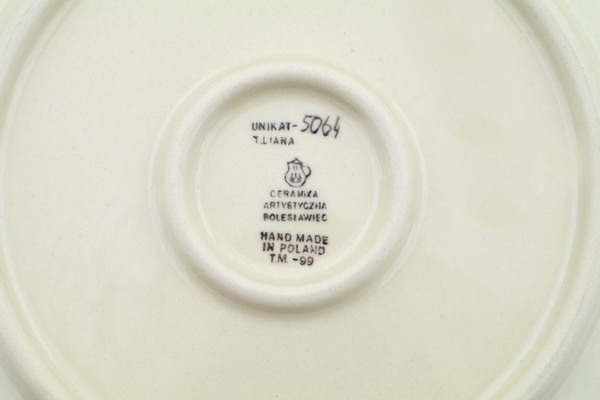 UNIKAT-5064
T.LIANA
CERAMIKA
ARTYSTYCZNA
BOLESŁAWIEC
HAND MADE
IN POLAND
T.M. -99